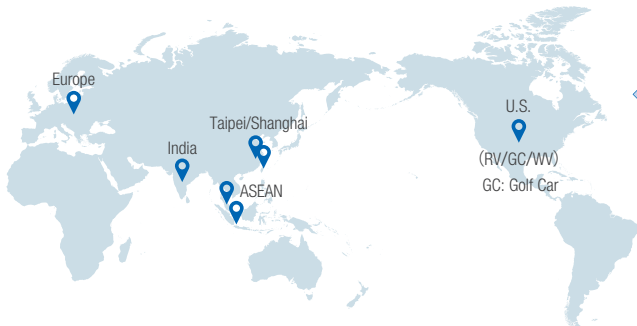 Europe
U.S.
Taipei/Shanghai
India
(RV/GC/WV)
ASEAN
GC: Golf Car